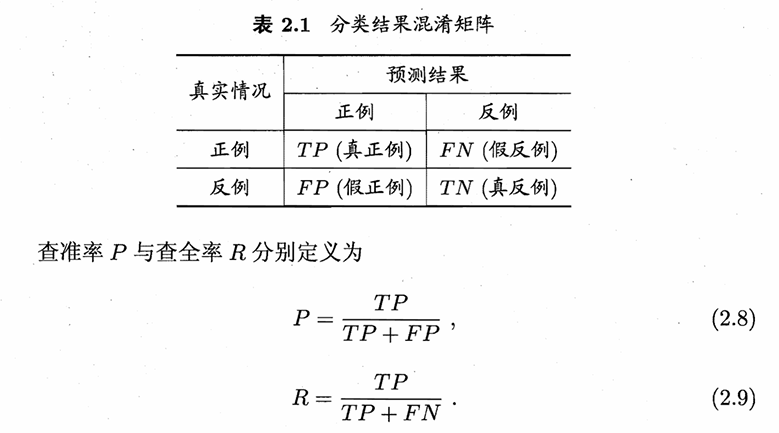 表 2.1 分类结果混淆矩阵
真实情况 预测结果
正例 反例
正例 TP (真正例) FN (假反例)
反例 FP (假正例) TN (真反例)
查准率 P 与查全率 R 分别定义为
P = TP / (TP + FP) , (2.8)
R = TP / (TP + FN) . (2.9)